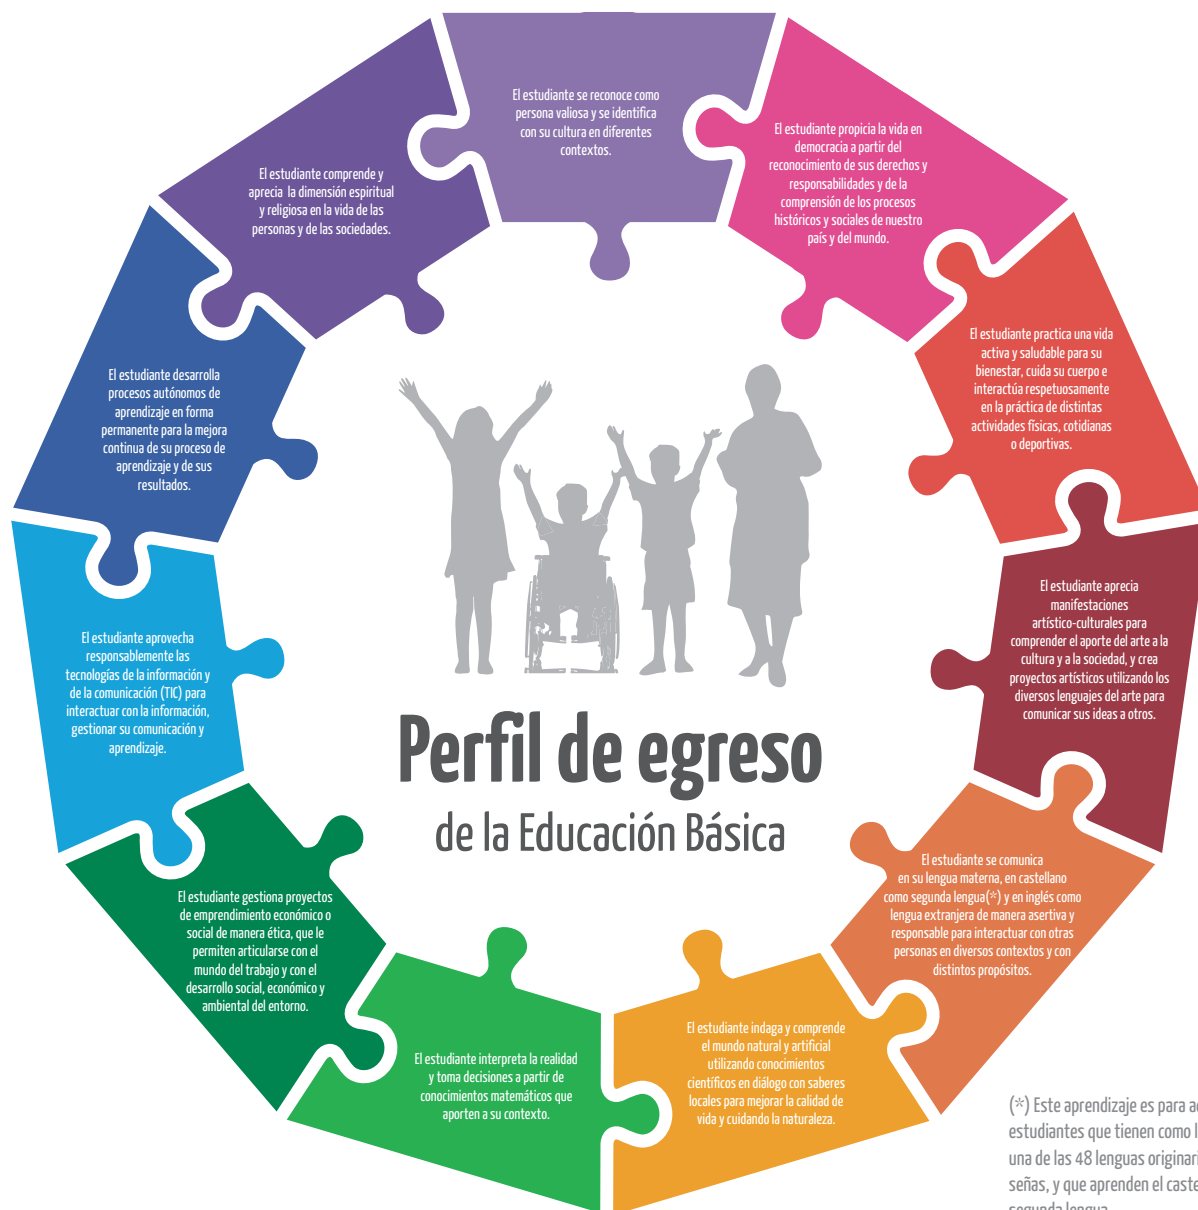 El estudiante se reconoce como
persona valiosa y se identifica
con su cultura en diferentes
contextos.
El estudiante propicia la vida en
democracia a partir del
reconocimiento de sus derechos y
responsabilidades y de la
comprensión de los procesos
históricos y sociales de nuestro
país y del mundo.
El estudiante practica una vida
activa y saludable para su
bienestar, cuida su cuerpo e
interactúa respetuosamente
en la práctica de distintas
actividades físicas, cotidianas
o deportivas.
El estudiante aprecia
manifestaciones
artístico-culturales para
comprender el aporte del arte a la
cultura y a la sociedad, y crea
proyectos artísticos utilizando los
diversos lenguajes del arte para
comunicar sus ideas a otros.
El estudiante se comunica
en su lengua materna, en castellano
como segunda lengua(*) y en inglés como
lengua extranjera de manera asertiva y
responsable para interactuar con otras
personas en diversos contextos y con
distintos propósitos.
El estudiante indaga y comprende
el mundo natural y artificial
utilizando conocimientos
científicos en diálogo con saberes
locales para mejorar la calidad de
vida y cuidando la naturaleza.
El estudiante interpreta la realidad
y toma decisiones a partir de
conocimientos matemáticos que
aporten a su contexto.
El estudiante gestiona proyectos
de emprendimiento económico o
social de manera ética, que le
permiten articularse con el
mundo del trabajo y con el
desarrollo social, económico y
ambiental del entorno.
El estudiante aprovecha
responsablemente las
tecnologías de la información y
de la comunicación (TIC) para
interactuar con la información,
gestionar su comunicación y
aprendizaje.
El estudiante desarrolla
procesos autónomos de
aprendizaje en forma
permanente para la mejora
continua de su proceso de
aprendizaje y de sus
resultados.
El estudiante comprende y
aprecia la dimensión espiritual
y religiosa en la vida de las
personas y de las sociedades.
Perfil de egreso
de la Educación Básica
(*) Este aprendizaje es para
estudiantes que tienen como
una de las 48 lenguas
señas, y que aprenden el
segunda lengua